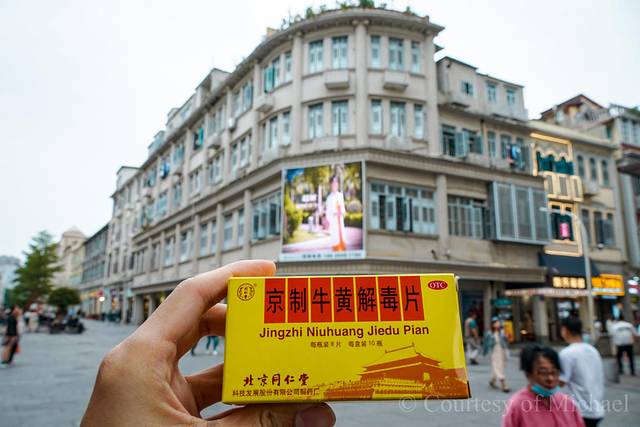 京制牛黄解毒片
OTC
Jingzhi Niuhuang Jiedu Pian
每瓶装8片 每盒装10瓶
北京同仁堂
科技发展股份有限公司制药厂
© Courtesy of Michael